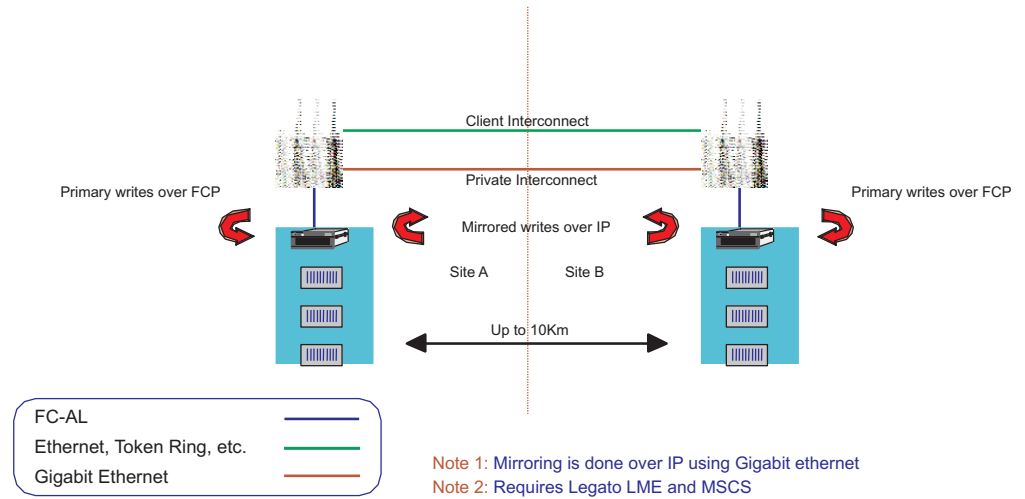 Client Interconnect
Private Interconnect
Primary writes over FCP
Primary writes over FCP
Mirrored writes over IP
Site A
Site B
Up to 10Km
FC-AL
Ethernet, Token Ring, etc.
Gigabit Ethernet
Note 1: Mirroring is done over IP using Gigabit ethernet
Note 2: Requires Legato LME and MSCS